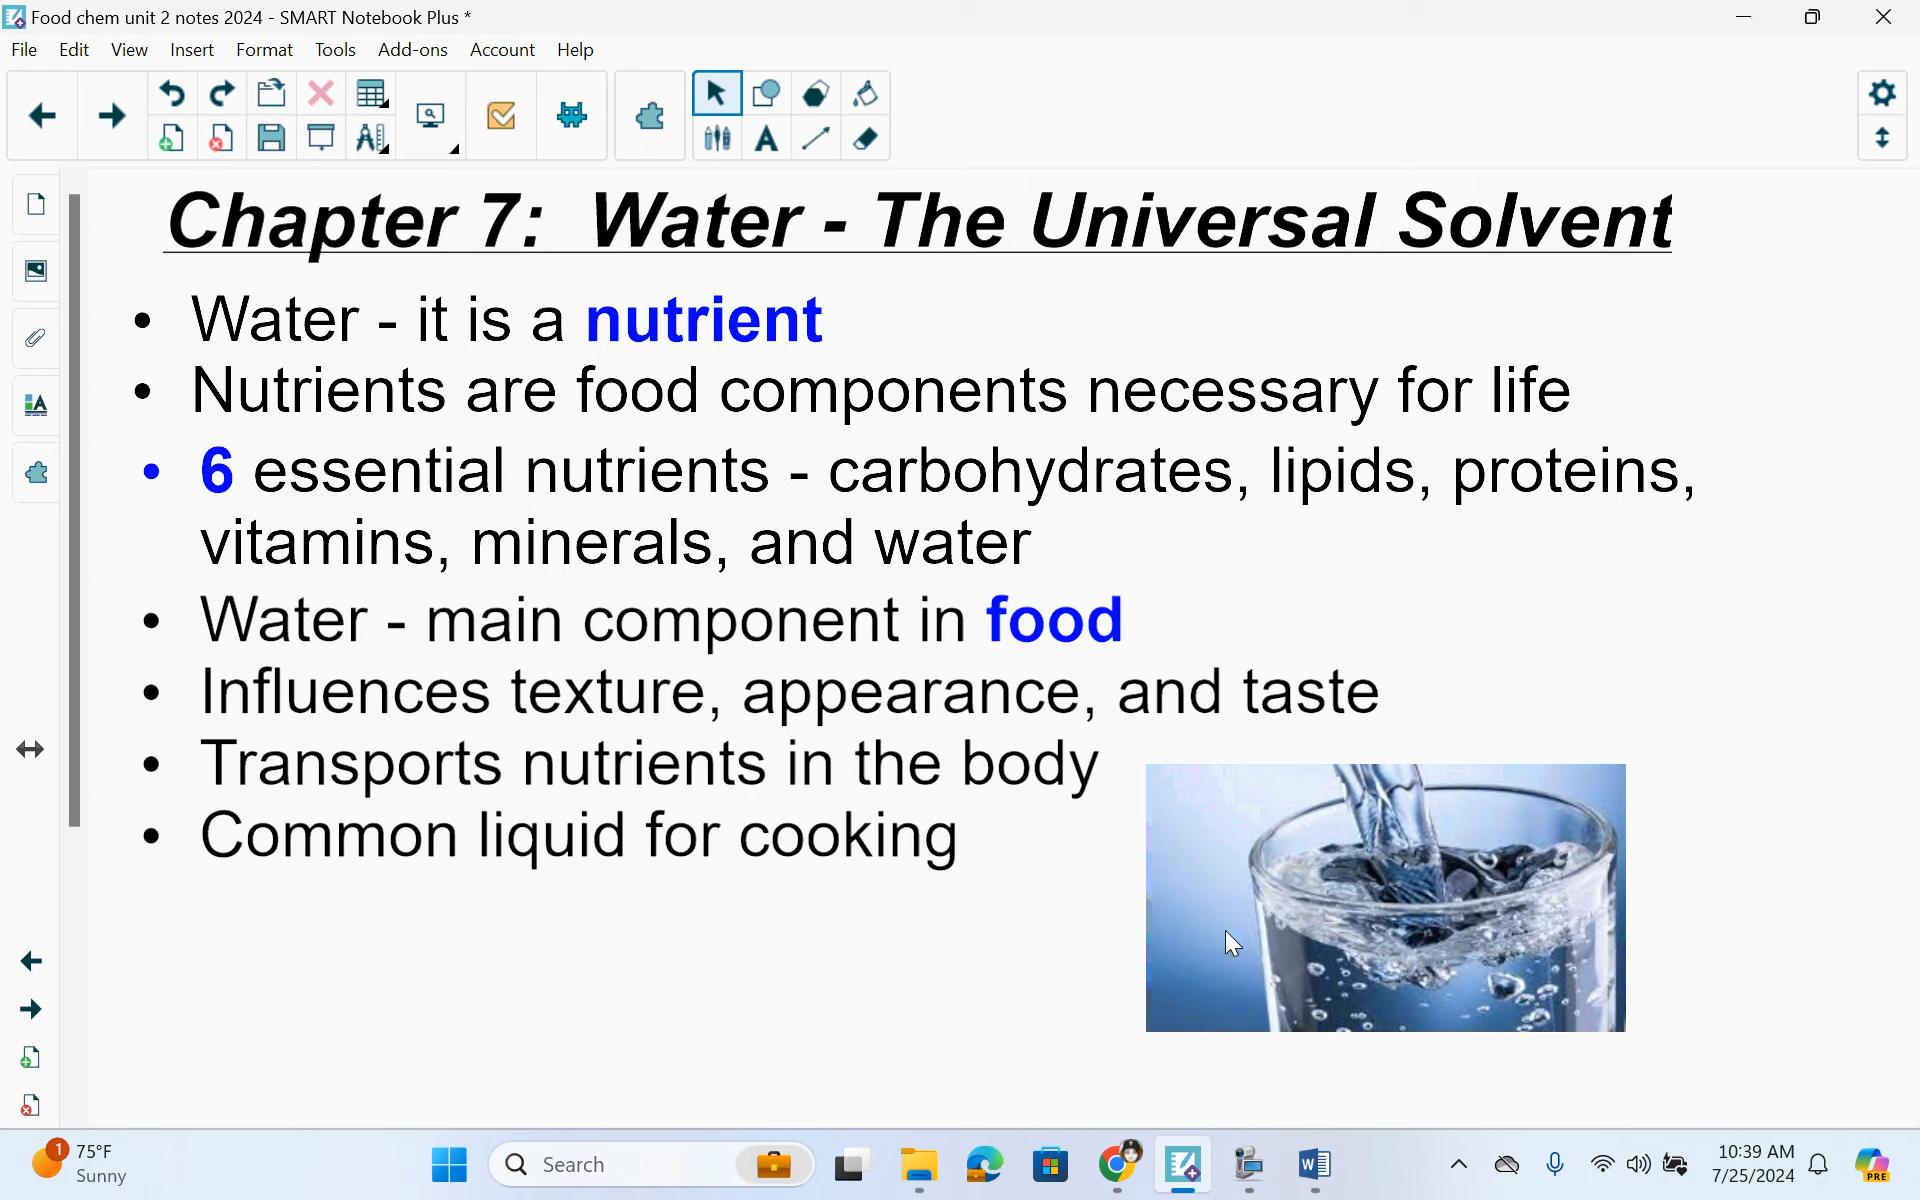 Food chem unit 2 notes 2024 - SMART Notebook Plus *
File Edit View Insert Format Tools Add-ons Account Help
Chapter 7: Water - The Universal Solvent
• Water - it is a nutrient
• Nutrients are food components necessary for life
• 6 essential nutrients - carbohydrates, lipids, proteins,
vitamins, minerals, and water
• Water - main component in food
• Influences texture, appearance, and taste
• Transports nutrients in the body
• Common liquid for cooking
1
75°F
Sunny
Search
10:39 AM
7/25/2024
PRE